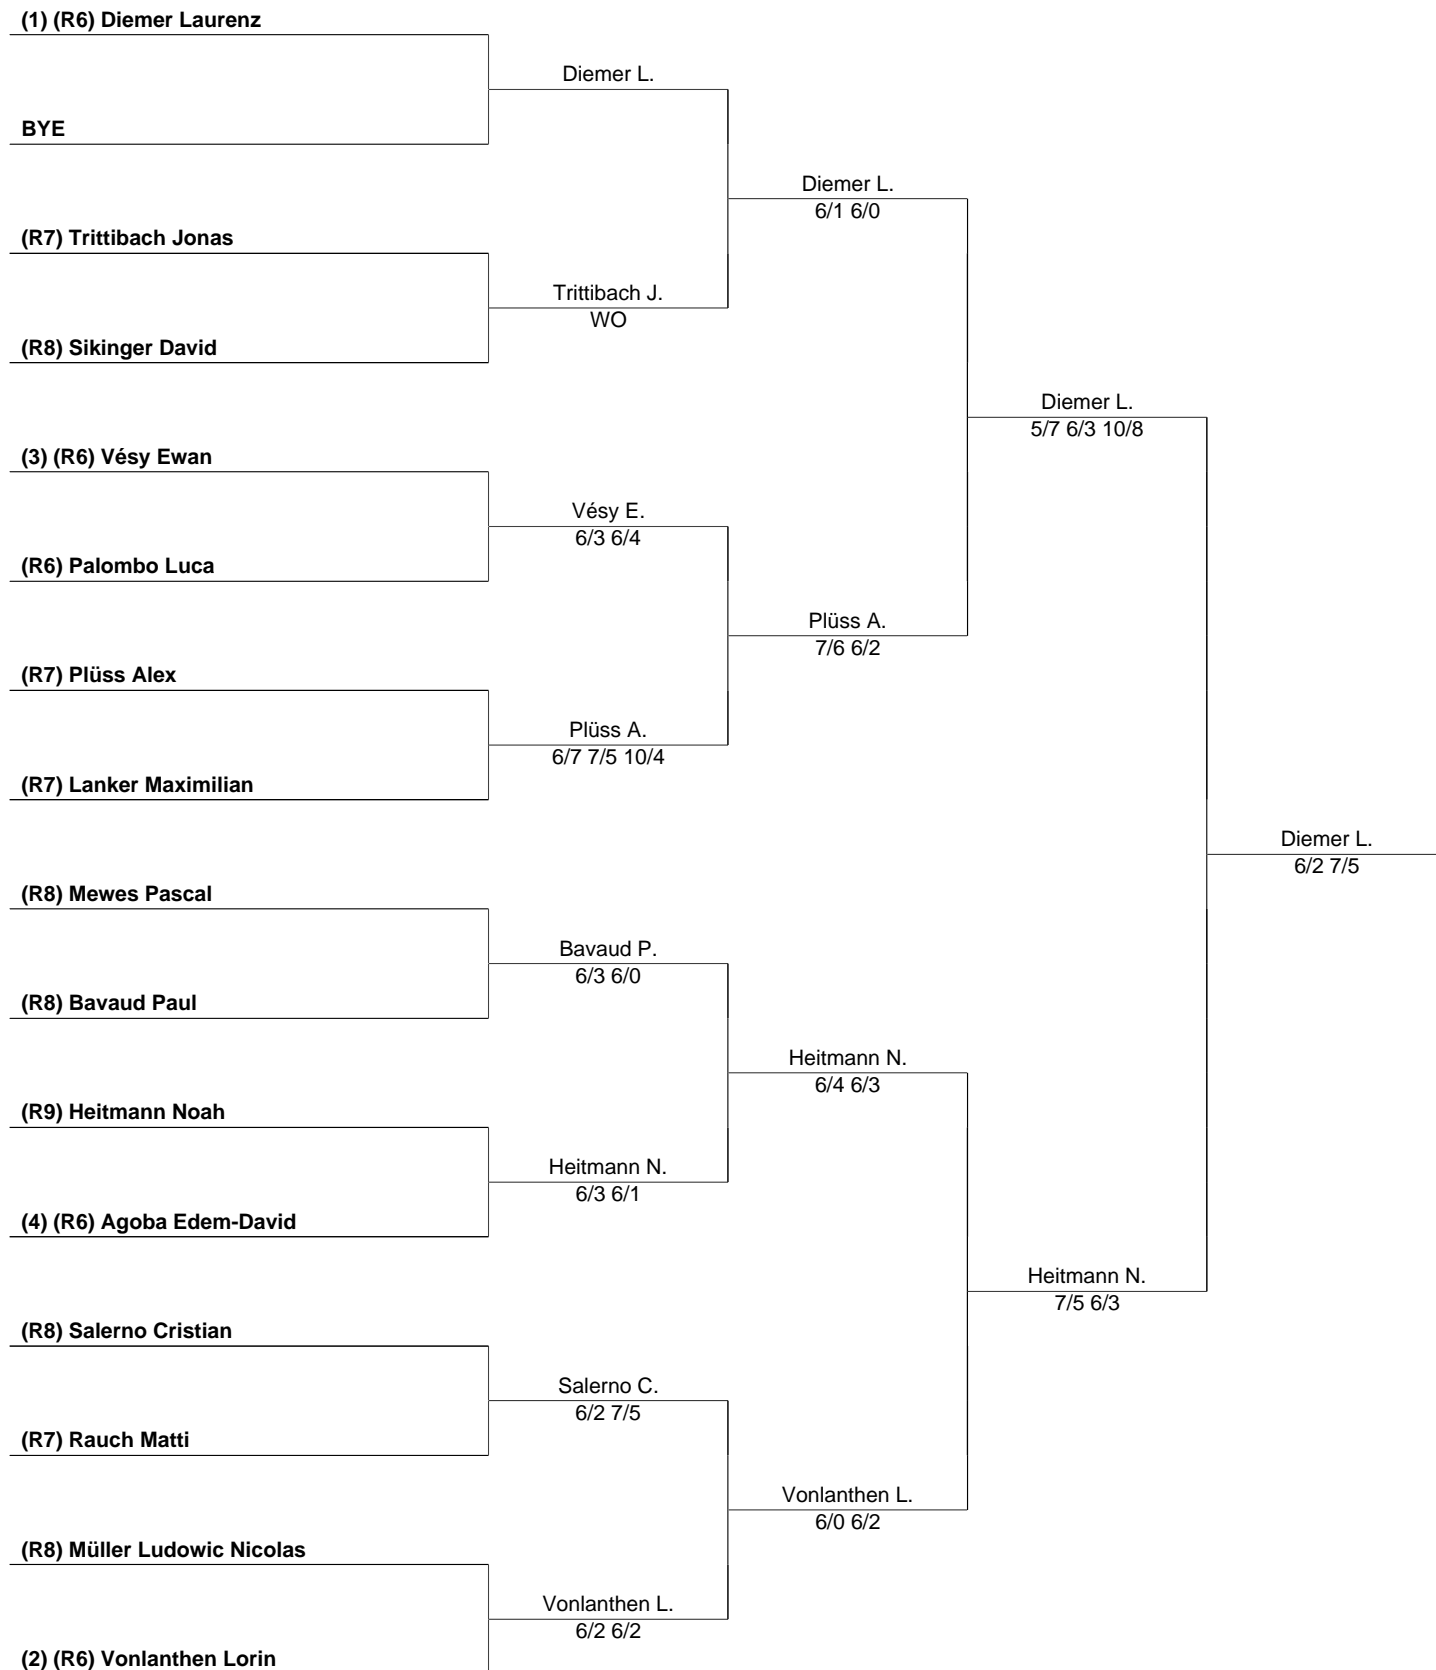 (1) (R6) Diemer Laurenz
Diemer L.
BYE
Diemer L.
6/1 6/0
(R7) Trittibach Jonas
Trittibach J.
WO
(R8) Sikinger David
Diemer L.
5/7 6/3 10/8
(3) (R6) Vésy Ewan
Vésy E.
6/3 6/4
(R6) Palombo Luca
Plüss A.
7/6 6/2
(R7) Plüss Alex
Plüss A.
6/7 7/5 10/4
(R7) Lanker Maximilian
Diemer L.
6/2 7/5
(R8) Mewes Pascal
Bavaud P.
6/3 6/0
(R8) Bavaud Paul
Heitmann N.
6/4 6/3
(R9) Heitmann Noah
Heitmann N.
6/3 6/1
(4) (R6) Agoba Edem-David
Heitmann N.
7/5 6/3
(R8) Salerno Cristian
Salerno C.
6/2 7/5
(R7) Rauch Matti
Vonlanthen L.
6/0 6/2
(R8) Müller Ludowic Nicolas
Vonlanthen L.
6/2 6/2
(2) (R6) Vonlanthen Lorin